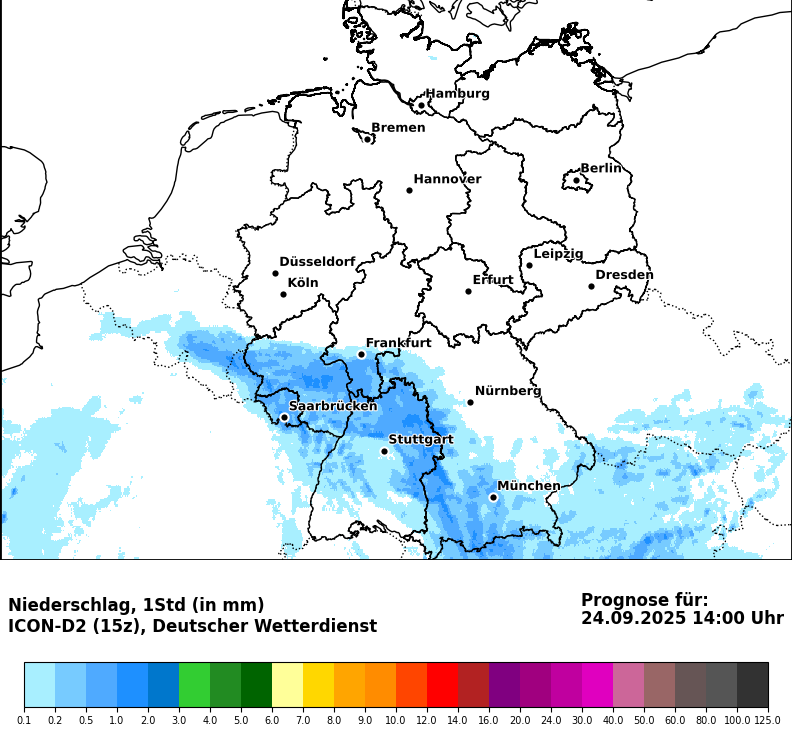 Hamburg
Bremen
Berlin
Hannover
Düsseldorf
Leipzig
Köln
Erfurt
Dresden
Frankfurt
Nürnberg
Saarbrücken
Stuttgart
München
Niederschlag, 1Std (in mm)
ICON-D2 (15z), Deutscher Wetterdienst
Prognose für:
24.09.2025 14:00 Uhr
0.1 0.2 0.5 1.0 2.0 3.0 4.0 5.0 6.0 7.0 8.0 9.0 10.0 12.0 14.0 16.0 20.0 24.0 30.0 40.0 50.0 60.0 80.0 100.0 125.0